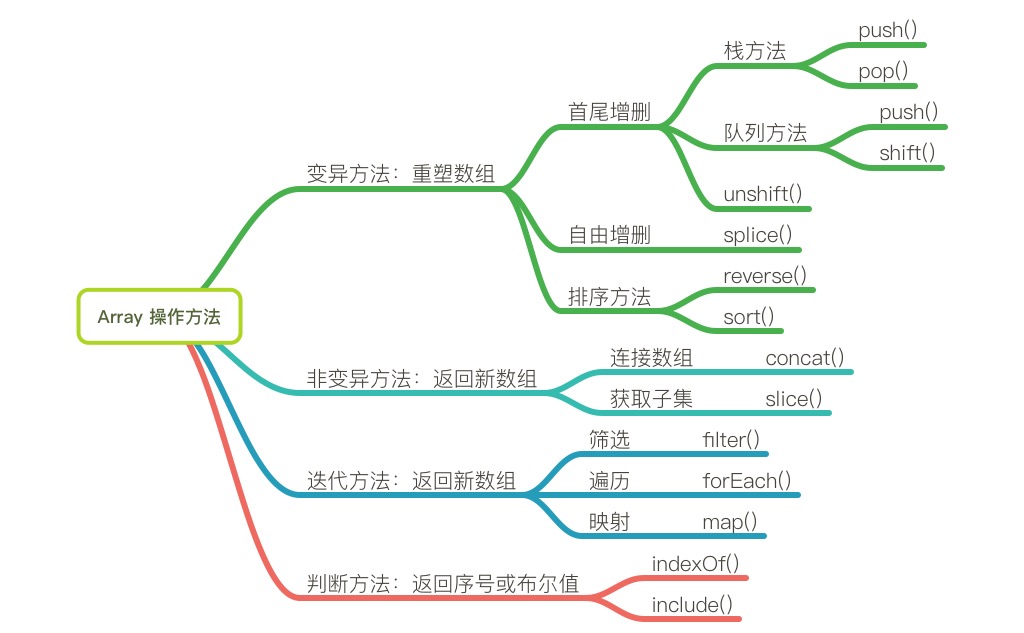 Array 操作方法
变异方法：重塑数组
首尾增删
栈方法
push()
pop()
队列方法
push()
shift()
unshift()
自由增删
splice()
排序方法
reverse()
sort()
非变异方法：返回新数组
连接数组
concat()
获取子集
slice()
迭代方法：返回新数组
筛选
filter()
遍历
forEach()
映射
map()
判断方法：返回序号或布尔值
indexOf()
include()